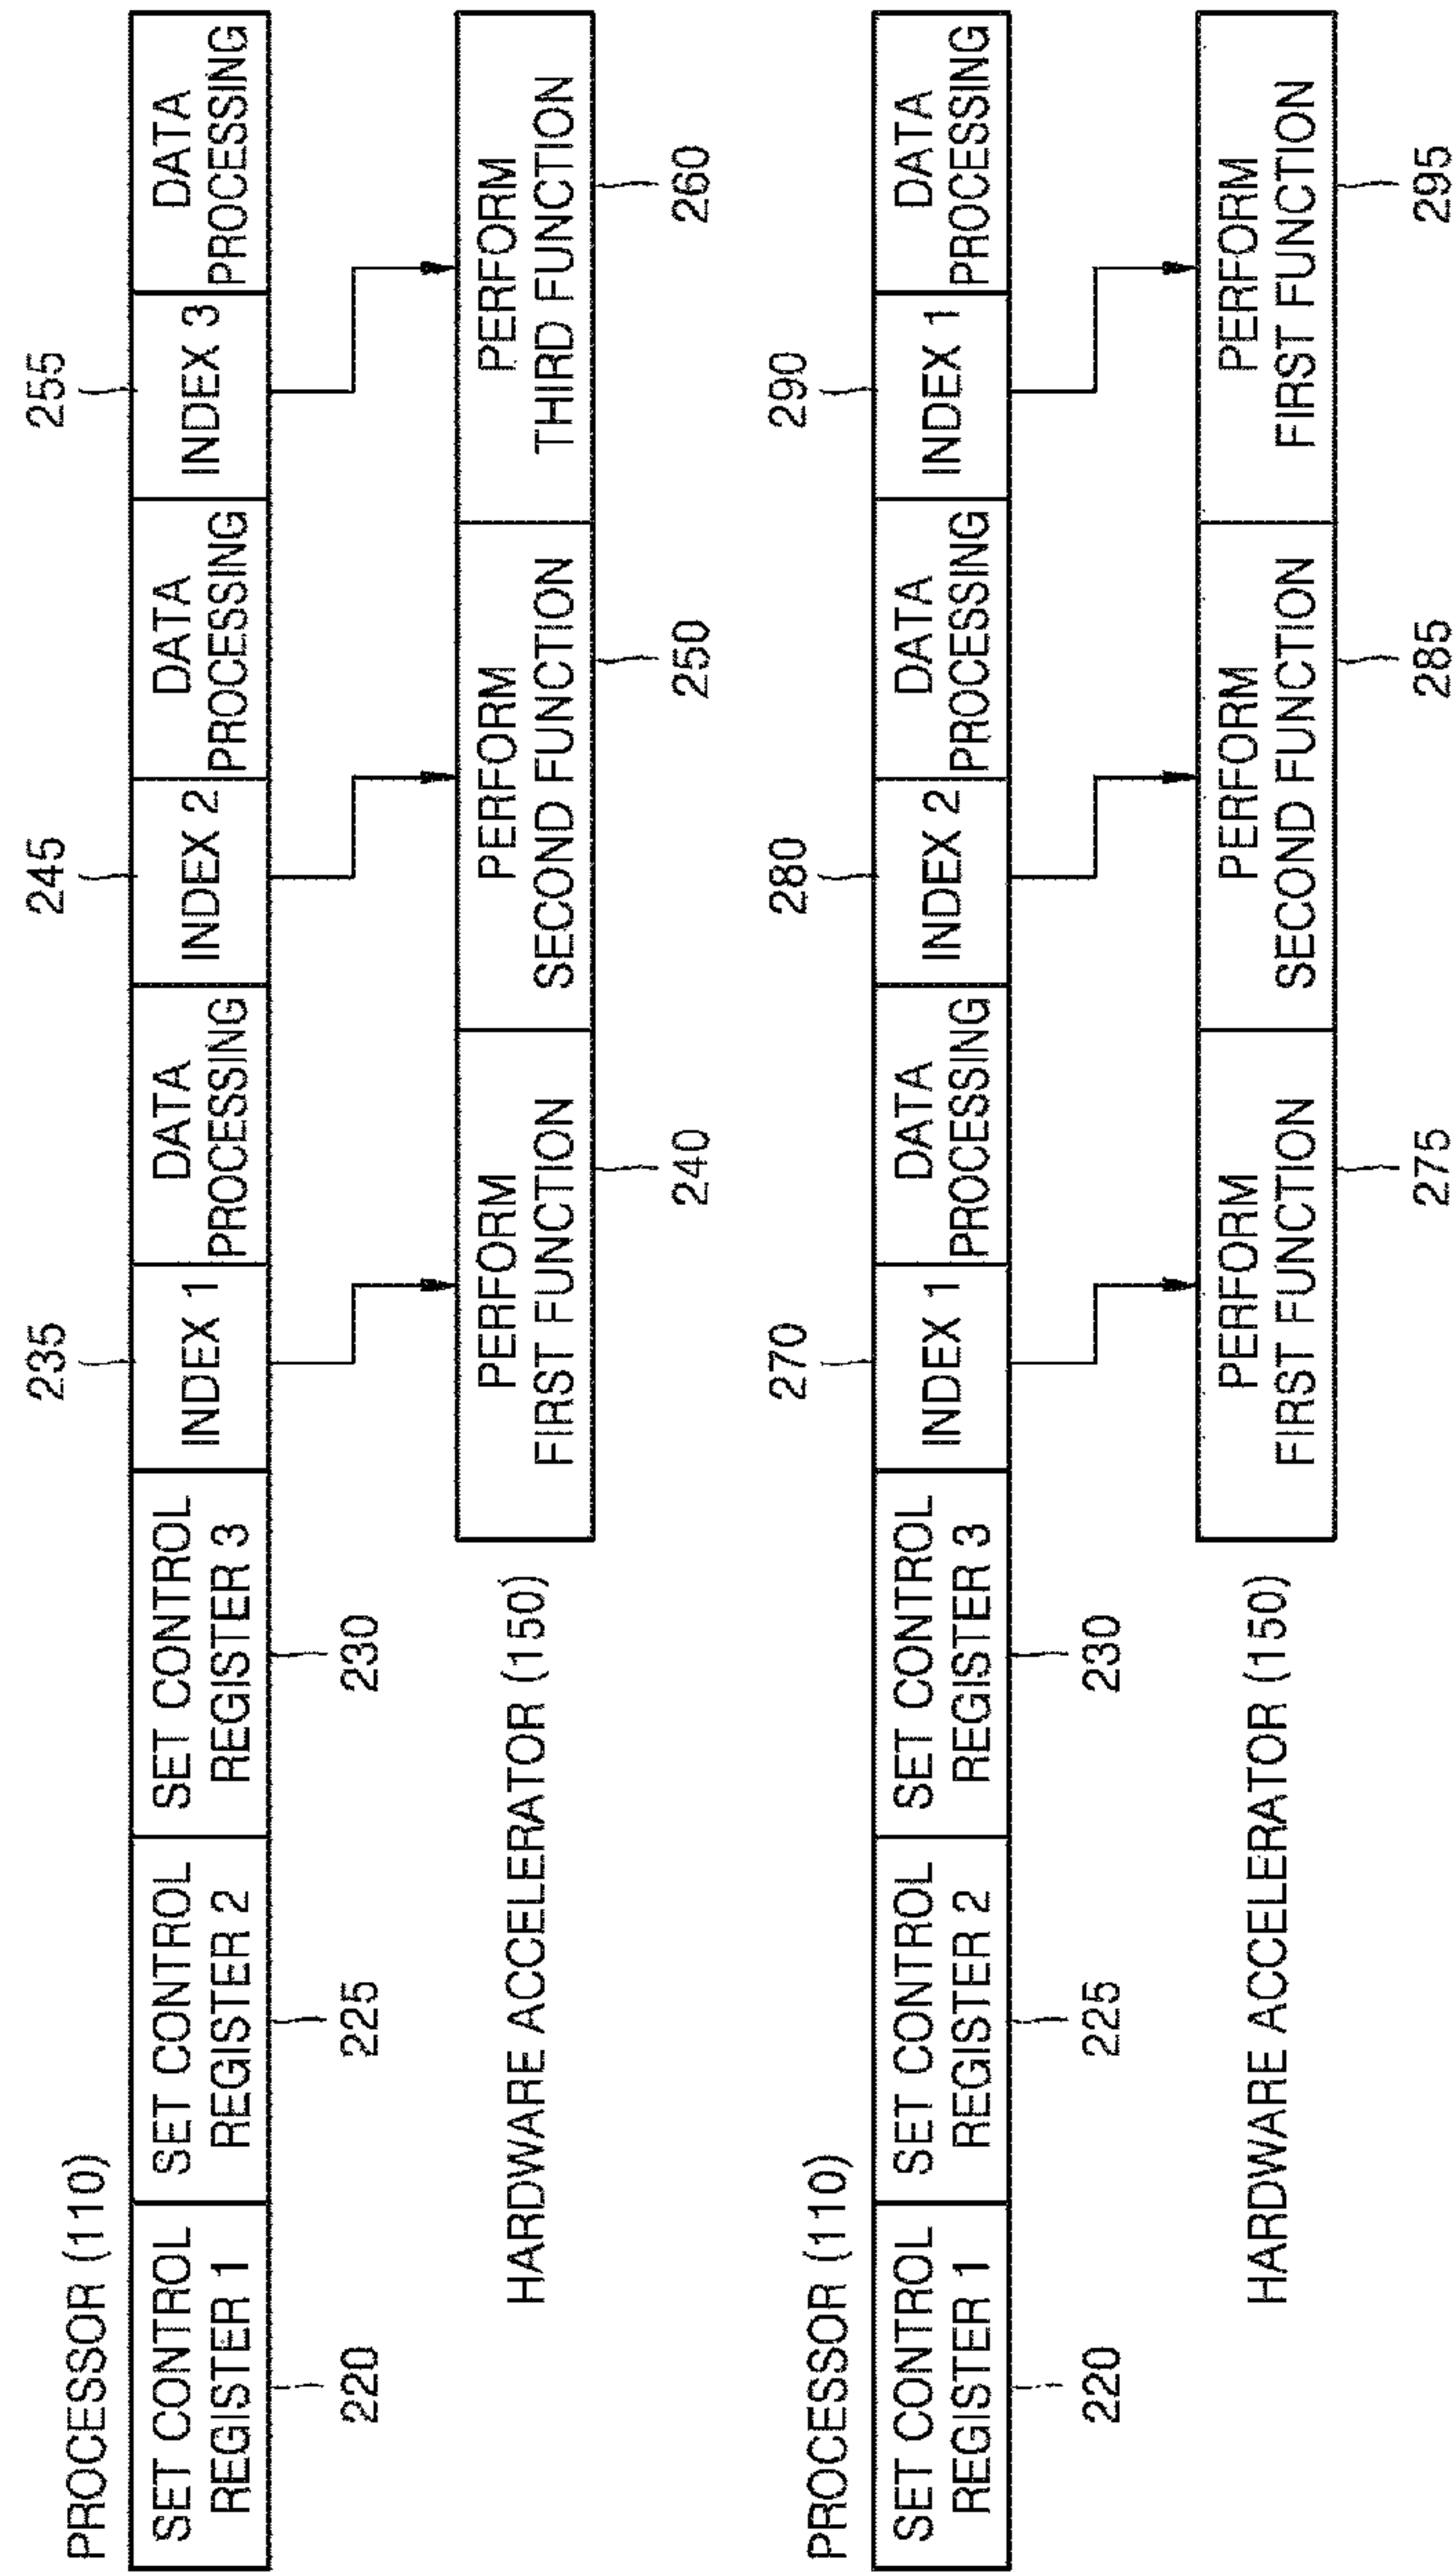 PROCESSOR (110)
235
245
255
SET CONTROL
REGISTER 1
SET CONTROL
REGISTER 2
SET CONTROL
REGISTER 3
INDEX 1
DATA
PROCESSING
INDEX 2
DATA
PROCESSING
INDEX 3
DATA
PROCESSING
220
225
230
HARDWARE ACCELERATOR (150)
PERFORM
FIRST FUNCTION
PERFORM
SECOND FUNCTION
PERFORM
THIRD FUNCTION
240
250
260
PROCESSOR (110)
270
280
290
SET CONTROL
REGISTER 1
SET CONTROL
REGISTER 2
SET CONTROL
REGISTER 3
INDEX 1
DATA
PROCESSING
INDEX 2
DATA
PROCESSING
INDEX 1
DATA
PROCESSING
220
225
230
HARDWARE ACCELERATOR (150)
PERFORM
FIRST FUNCTION
PERFORM
SECOND FUNCTION
PERFORM
FIRST FUNCTION
275
285
295